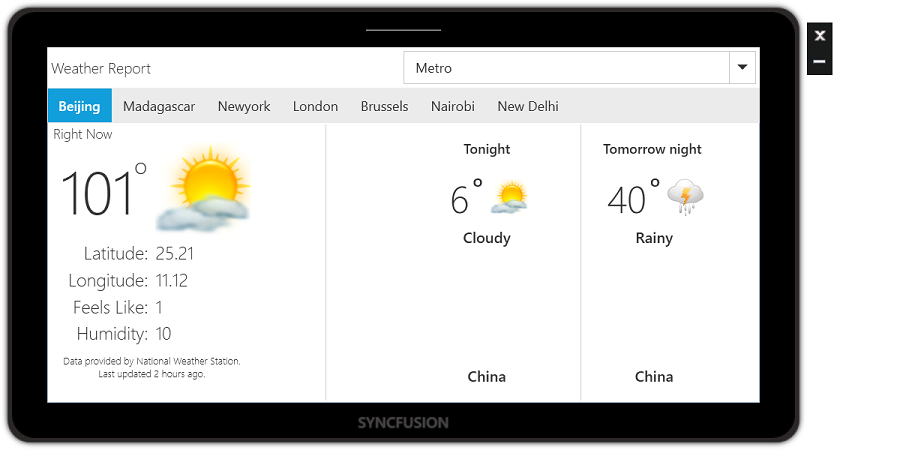 Weather Report
Metro
Beijing Madagascar Newyork London Brussels Nairobi New Delhi
Right Now
101°
Latitude: 25.21
Longitude: 11.12
Feels Like: 1
Humidity: 10
Data provided by National Weather Station.
Last updated 2 hours ago.
Tonight
6°
Cloudy
China
Tomorrow night
40°
Rainy
China
SYNCFUSION